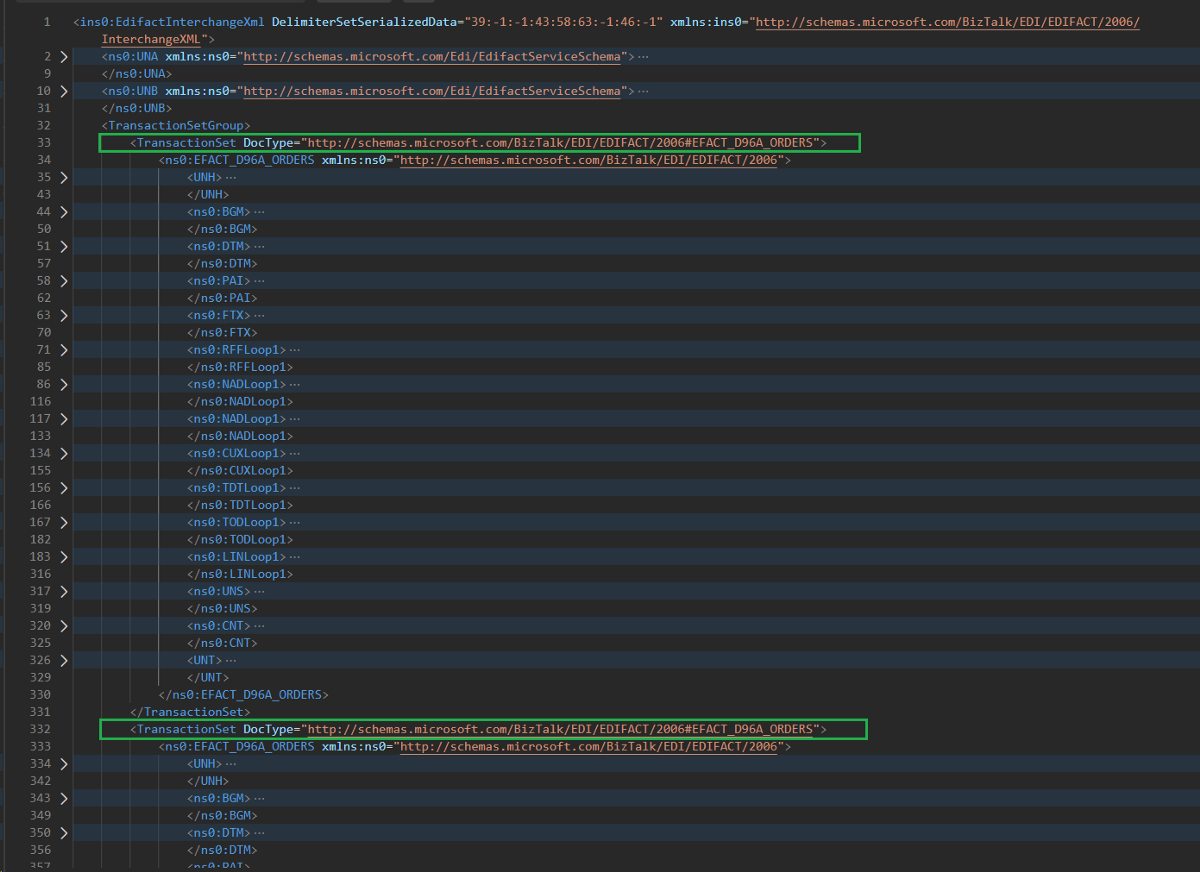 1 <ins0:EdifactInterchangeXml DelimiterSetSerializedData="39:-1:-1:43:58:63:-1:46:-1" xmlns:ins0="http://schemas.microsoft.com/BizTalk/EDI/EDIFACT/2006/
InterchangeXML">
2 <ns0:UNA xmlns:ns0="http://schemas.microsoft.com/Edi/EdifactServiceSchema">···
9 </ns0:UNA>
10 <ns0:UNB xmlns:ns0="http://schemas.microsoft.com/Edi/EdifactServiceSchema">···
31 </ns0:UNB>
32 <TransactionSetGroup>
33 <TransactionSet DocType="http://schemas.microsoft.com/BizTalk/EDI/EDIFACT/2006#EFACT_D96A_ORDERS">
34 <ns0:EFACT_D96A_ORDERS xmlns:ns0="http://schemas.microsoft.com/BizTalk/EDI/EDIFACT/2006">
35 <UNH>···
43 </UNH>
44 <ns0:BGM>···
50 </ns0:BGM>
51 <ns0:DTM>···
57 </ns0:DTM>
58 <ns0:PAI>···
62 </ns0:PAI>
63 <ns0:FTX>···
70 </ns0:FTX>
71 <ns0:RFFLoop1>···
85 </ns0:RFFLoop1>
86 <ns0:NADLoop1>···
116 </ns0:NADLoop1>
117 <ns0:NADLoop1>···
133 </ns0:NADLoop1>
134 <ns0:CUXLoop1>···
155 </ns0:CUXLoop1>
156 <ns0:TDTLoop1>···
166 </ns0:TDTLoop1>
167 <ns0:TODLoop1>···
182 </ns0:TODLoop1>
183 <ns0:LINLoop1>···
316 </ns0:LINLoop1>
317 <ns0:UNS>···
319 </ns0:UNS>
320 <ns0:CNT>···
325 </ns0:CNT>
326 <UNT>···
329 </UNT>
330 </ns0:EFACT_D96A_ORDERS>
331 </TransactionSet>
332 <TransactionSet DocType="http://schemas.microsoft.com/BizTalk/EDI/EDIFACT/2006#EFACT_D96A_ORDERS">
333 <ns0:EFACT_D96A_ORDERS xmlns:ns0="http://schemas.microsoft.com/BizTalk/EDI/EDIFACT/2006">
334 <UNH>···
342 </UNH>
343 <ns0:BGM>···
349 </ns0:BGM>
350 <ns0:DTM>···
356 </ns0:DTM>
357 <ns0:PAI>